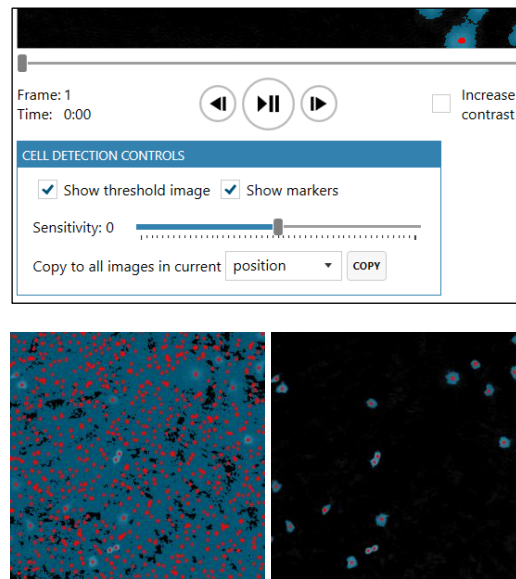 Frame: 1
Time: 0:00
Increase
contrast
CELL DETECTION CONTROLS
Show threshold image Show markers
Sensitivity: 0
Copy to all images in current position COPY